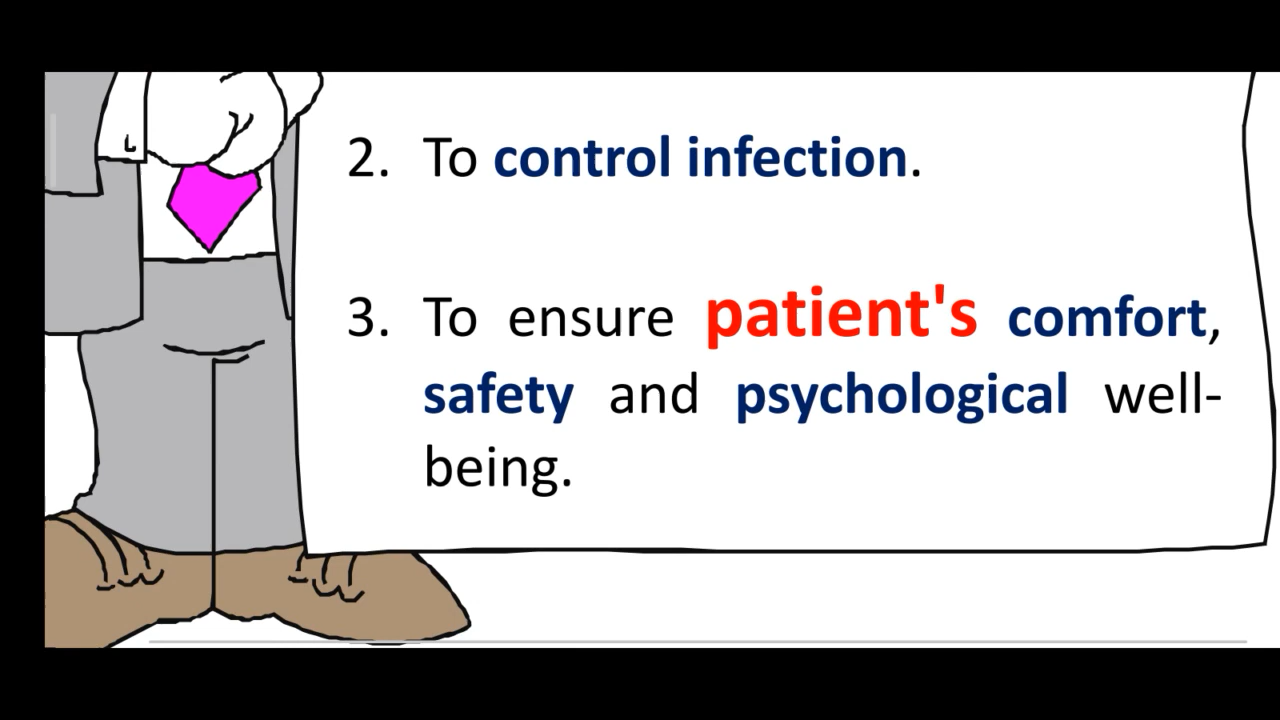 2. To control infection.
3. To ensure patient's comfort,
safety and psychological well-
being.